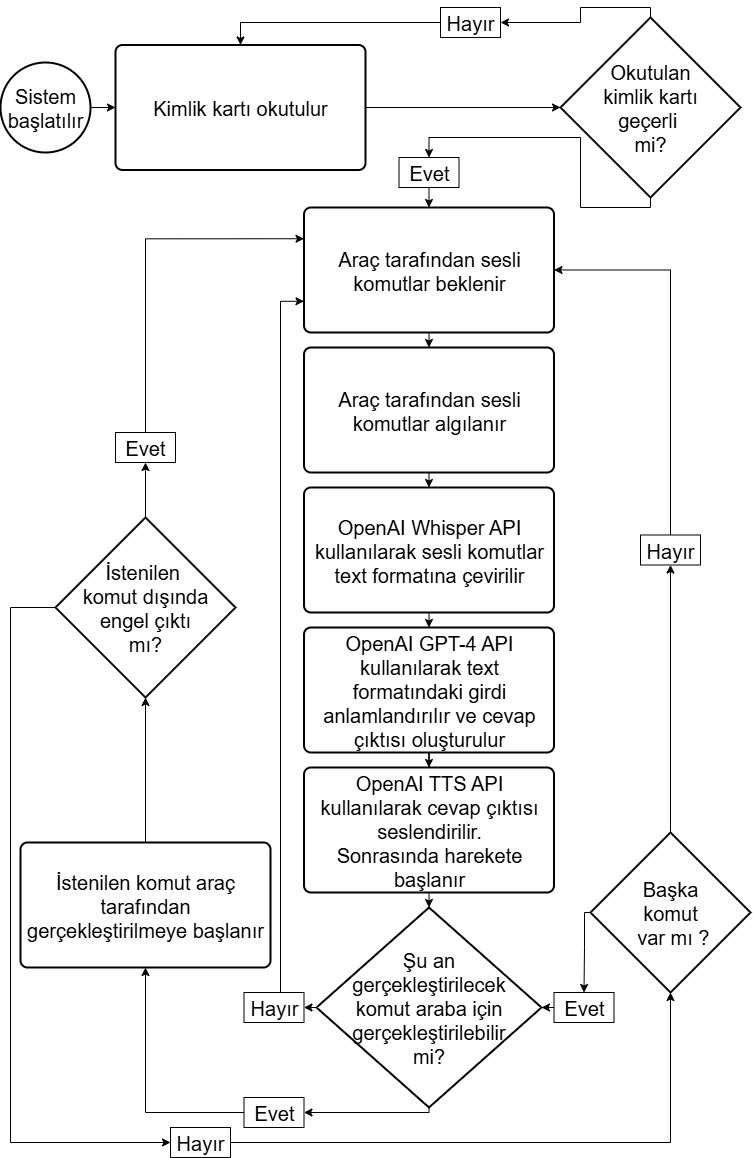 Hayır
Sistem
başlatılır
Kimlik kartı okutulur
Okutulan
kimlik kartı
geçerli
mi?
Evet
Araç tarafından sesli
komutlar beklenir
Araç tarafından sesli
komutlar algılanır
Evet
OpenAI Whisper API
kullanılarak sesli komutlar
text formatına çevirilir
Hayır
İstenilen
komut dışında
engel çıktı
mı?
OpenAI GPT-4 API
kullanılarak text
formatındaki girdi
anlamlandırılır ve cevap
çıktısı oluşturulur
OpenAI TTS API
kullanılarak cevap çıktısı
seslendirilir.
Sonrasında harekete
başlanır
İstenilen komut araç
tarafından
gerçekleştirilmeye başlanır
Başka
komut
var mı ?
Şu an
gerçekleştirilecek
komut araba için
gerçekleştirilebilir
mi?
Hayır
Evet
Evet
Hayır